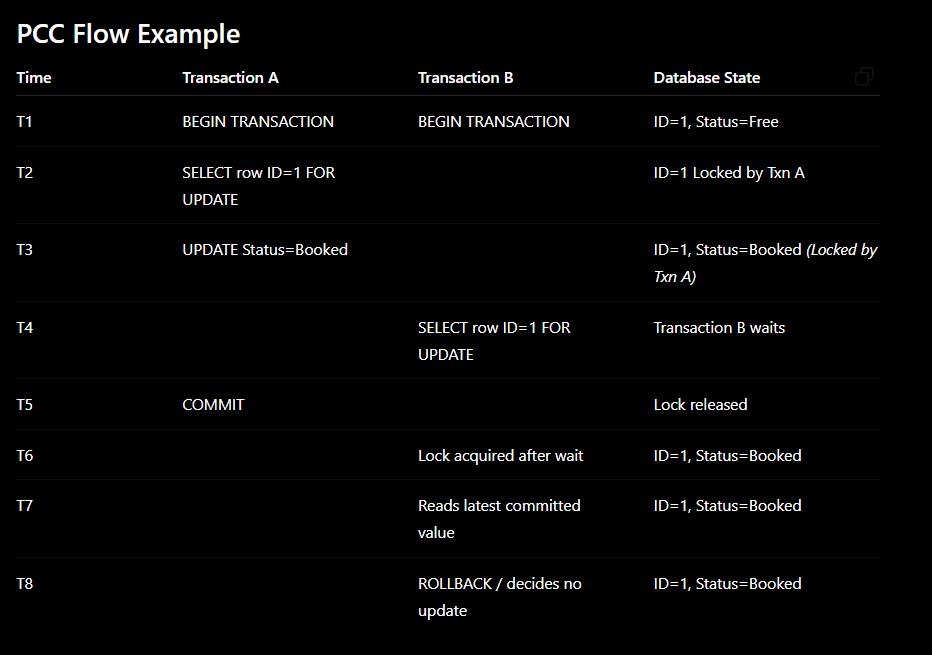 PCC Flow Example
Time Transaction A Transaction B Database State
T1 BEGIN TRANSACTION BEGIN TRANSACTION ID=1, Status=Free
T2 SELECT row ID=1 FOR ID=1 Locked by Txn A
UPDATE
T3 UPDATE Status=Booked ID=1, Status=Booked (Locked by
Txn A)
T4 SELECT row ID=1 FOR Transaction B waits
UPDATE
T5 COMMIT Lock released
T6 Lock acquired after wait ID=1, Status=Booked
T7 Reads latest committed ID=1, Status=Booked
value
T8 ROLLBACK / decides no ID=1, Status=Booked
update